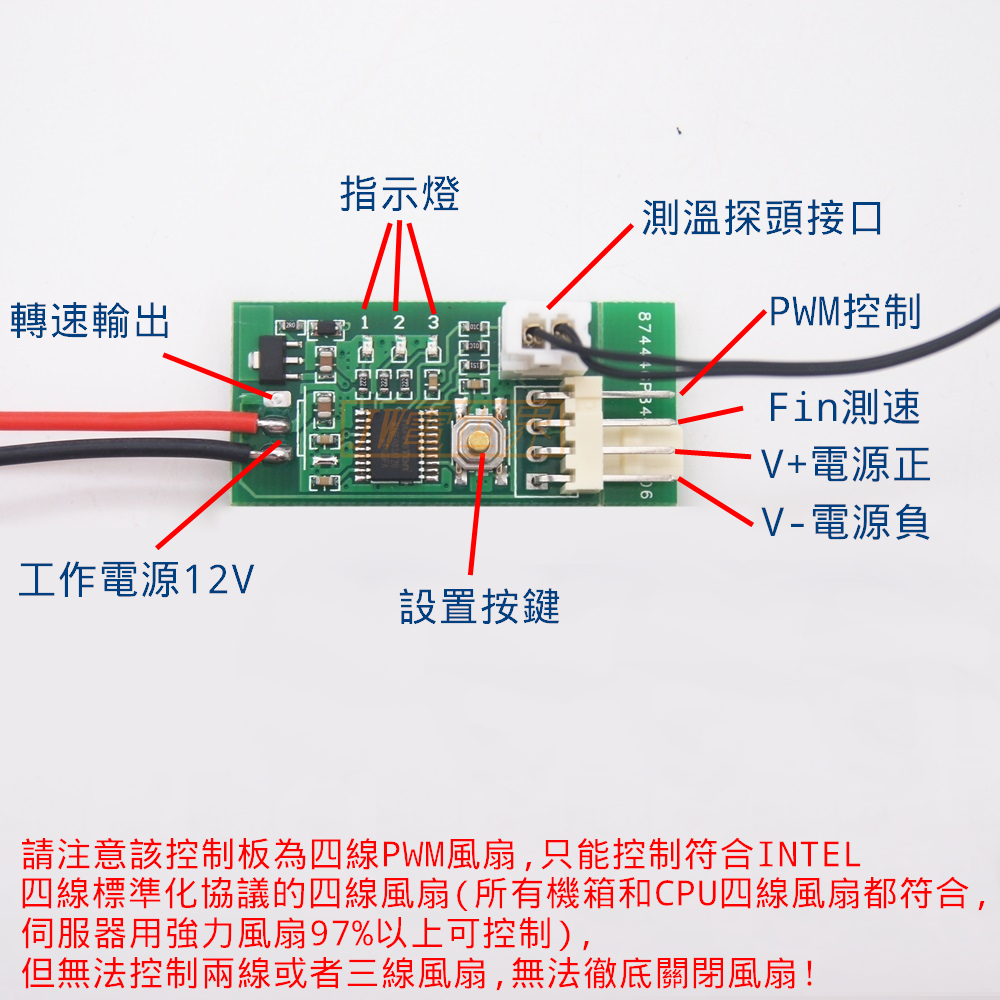 指示燈
測溫探頭接口
轉速輸出
PWM控制
1 2 3
Fin測速
V+電源正
V-電源負
工作電源12V
設置按鍵
請注意該控制板為四線PWM風扇,只能控制符合INTEL
四線標準化協議的四線風扇(所有機箱和CPU四線風扇都符合,
伺服器用強力風扇97%以上可控制),
但無法控制兩線或者三線風扇,無法徹底關閉風扇!